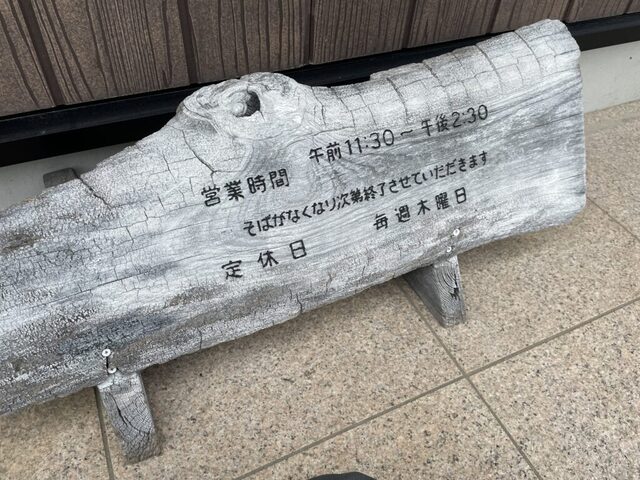 営業時間 午前11:30～午後2:30
そばがなくなり次第終了させていただきます
定休日 毎週木曜日